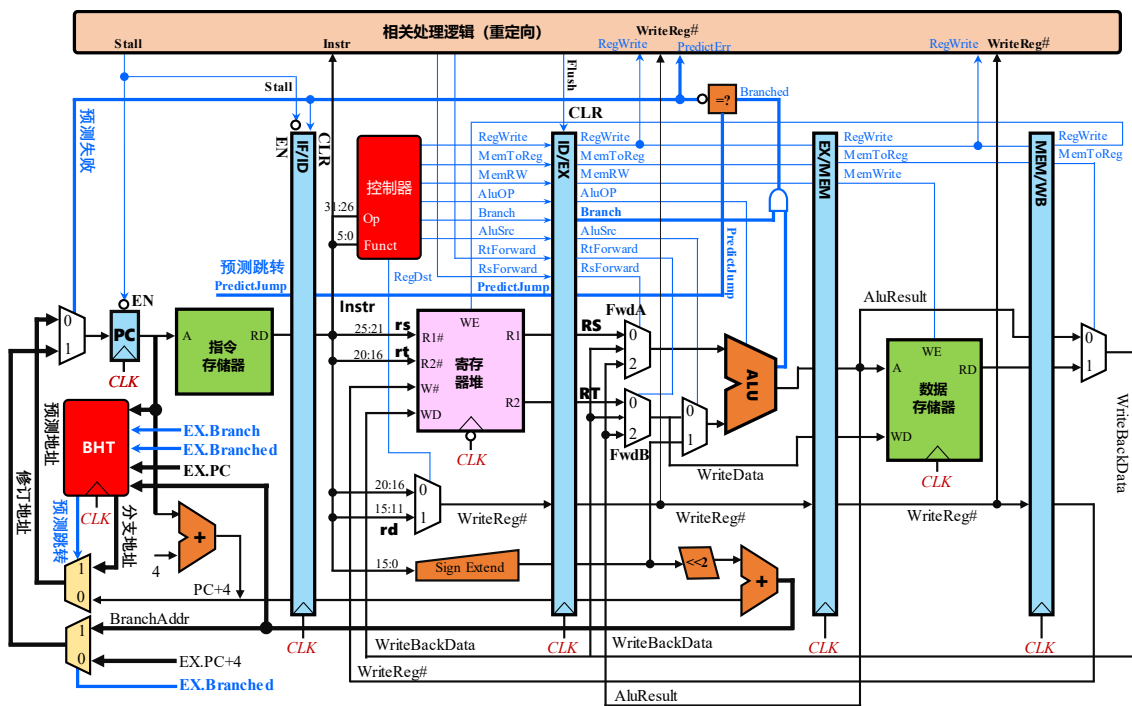 相关处理逻辑（重定向）
Stall
Instr
WriteReg#
RegWrite
PredictErr
RegWrite
WriteReg#
Stall
Flush
=?
Branched
预测失败
EN
CLR
CLR
IF/ID
ID/EX
EX/MEM
MEM/WB
控制器
31:26
Op
5:0
Funct
RegWrite
MemToReg
MemRW
AluOP
Branch
AluSrc
RtForward
RsForward
RegDst
RegWrite
MemToReg
MemRW
AluOP
Branch
AluSrc
RtForward
RsForward
RegWrite
MemToReg
MemWrite
RegWrite
MemToReg
预测跳转
PredictJump
PredictJump
PredictJump
EN
0
1
PC
CLK
A
RD
指令
存储器
Instr
25:21
rs
20:16
rt
R1#
R2#
W#
WD
WE
R1
R2
寄存
器堆
CLK
RS
RT
FwdA
0
2
0
2
FwdB
0
1
ALU
WriteData
AluResult
A
WE
RD
数据
存储器
WD
CLK
0
1
WriteBackData
BHT
CLK
EX.Branch
EX.Branched
EX.PC
预测地址
修订地址
预测跳转
分支地址
+
4
PC+4
1
0
BranchAddr
1
0
EX.PC+4
EX.Branched
20:16
15:11
rd
0
1
WriteReg#
WriteReg#
WriteReg#
15:0
Sign Extend
<<2
+
CLK
CLK
CLK
CLK
WriteBackData
WriteBackData
WriteReg#
AluResult